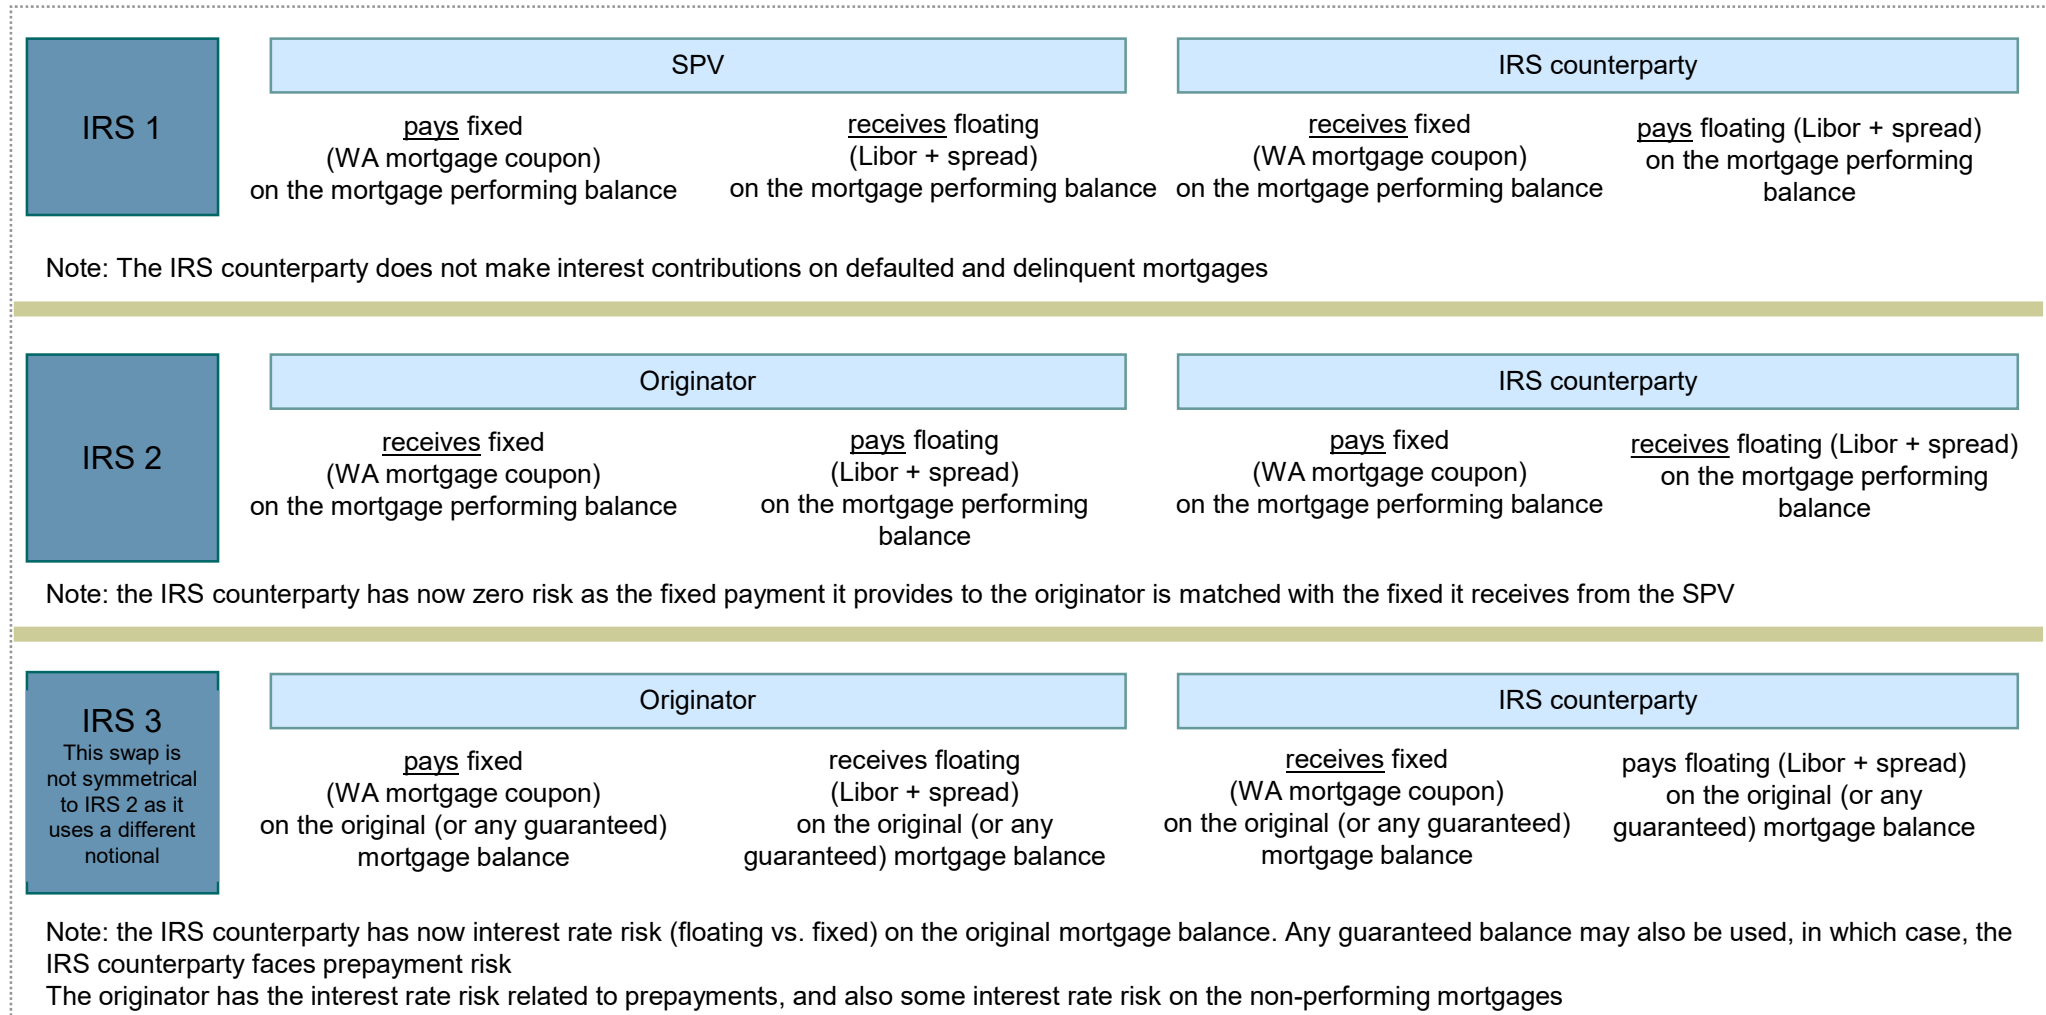 IRS 1
SPV
IRS counterparty
pays fixed
(WA mortgage coupon)
on the mortgage performing balance
receives floating
(Libor + spread)
on the mortgage performing balance
receives fixed
(WA mortgage coupon)
on the mortgage performing balance
pays floating (Libor + spread)
on the mortgage performing
balance
Note: The IRS counterparty does not make interest contributions on defaulted and delinquent mortgages
IRS 2
Originator
IRS counterparty
receives fixed
(WA mortgage coupon)
on the mortgage performing balance
pays floating
(Libor + spread)
on the mortgage performing
balance
pays fixed
(WA mortgage coupon)
on the mortgage performing balance
receives floating (Libor + spread)
on the mortgage performing
balance
Note: the IRS counterparty has now zero risk as the fixed payment it provides to the originator is matched with the fixed it receives from the SPV
IRS 3
This swap is
not symmetrical
to IRS 2 as it
uses a different
notional
Originator
IRS counterparty
pays fixed
(WA mortgage coupon)
on the original (or any guaranteed)
mortgage balance
receives floating
(Libor + spread)
on the original (or any
guaranteed) mortgage balance
receives fixed
(WA mortgage coupon)
on the original (or any guaranteed)
mortgage balance
pays floating (Libor + spread)
on the original (or any
guaranteed) mortgage balance
Note: the IRS counterparty has now interest rate risk (floating vs. fixed) on the original mortgage balance. Any guaranteed balance may also be used, in which case, the
IRS counterparty faces prepayment risk
The originator has the interest rate risk related to prepayments, and also some interest rate risk on the non-performing mortgages